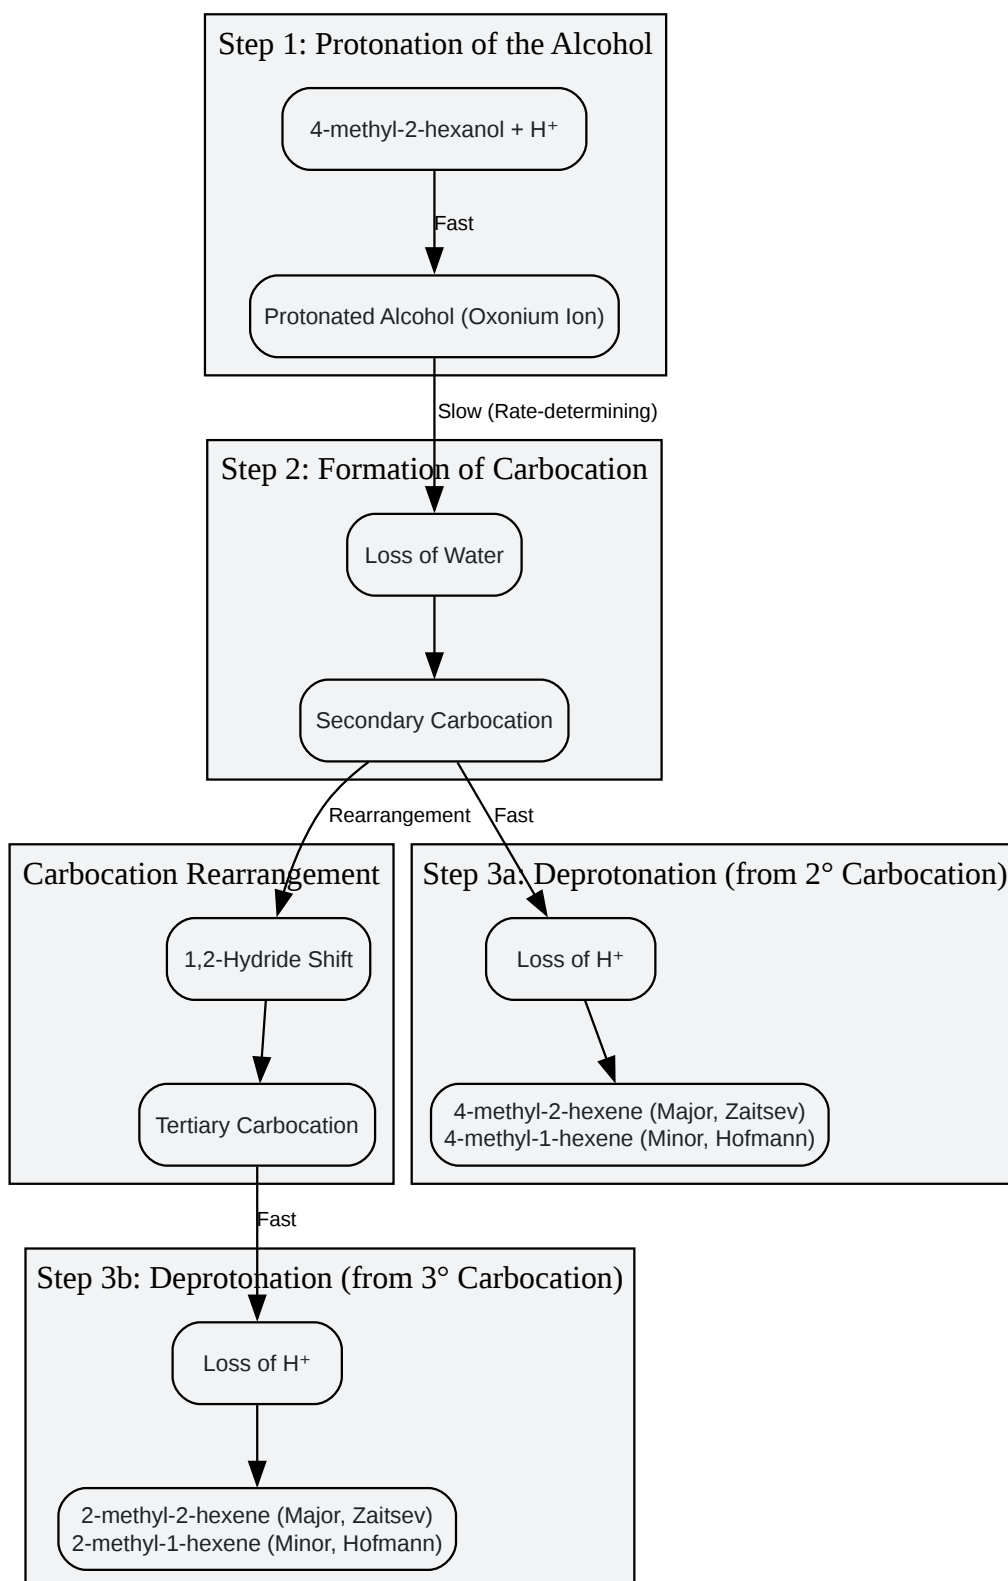 Step 1: Protonation of the Alcohol
4-methyl-2-hexanol + H⁺
Fast
Protonated Alcohol (Oxonium Ion)
Slow (Rate-determining)
Step 2: Formation of Carbocation
Loss of Water
Secondary Carbocation
Rearrangement
Fast
Carbocation Rearrangement
1,2-Hydride Shift
Tertiary Carbocation
Step 3a: Deprotonation (from 2° Carbocation)
Loss of H⁺
4-methyl-2-hexene (Major, Zaitsev)
4-methyl-1-hexene (Minor, Hofmann)
Fast
Step 3b: Deprotonation (from 3° Carbocation)
Loss of H⁺
2-methyl-2-hexene (Major, Zaitsev)
2-methyl-1-hexene (Minor, Hofmann)